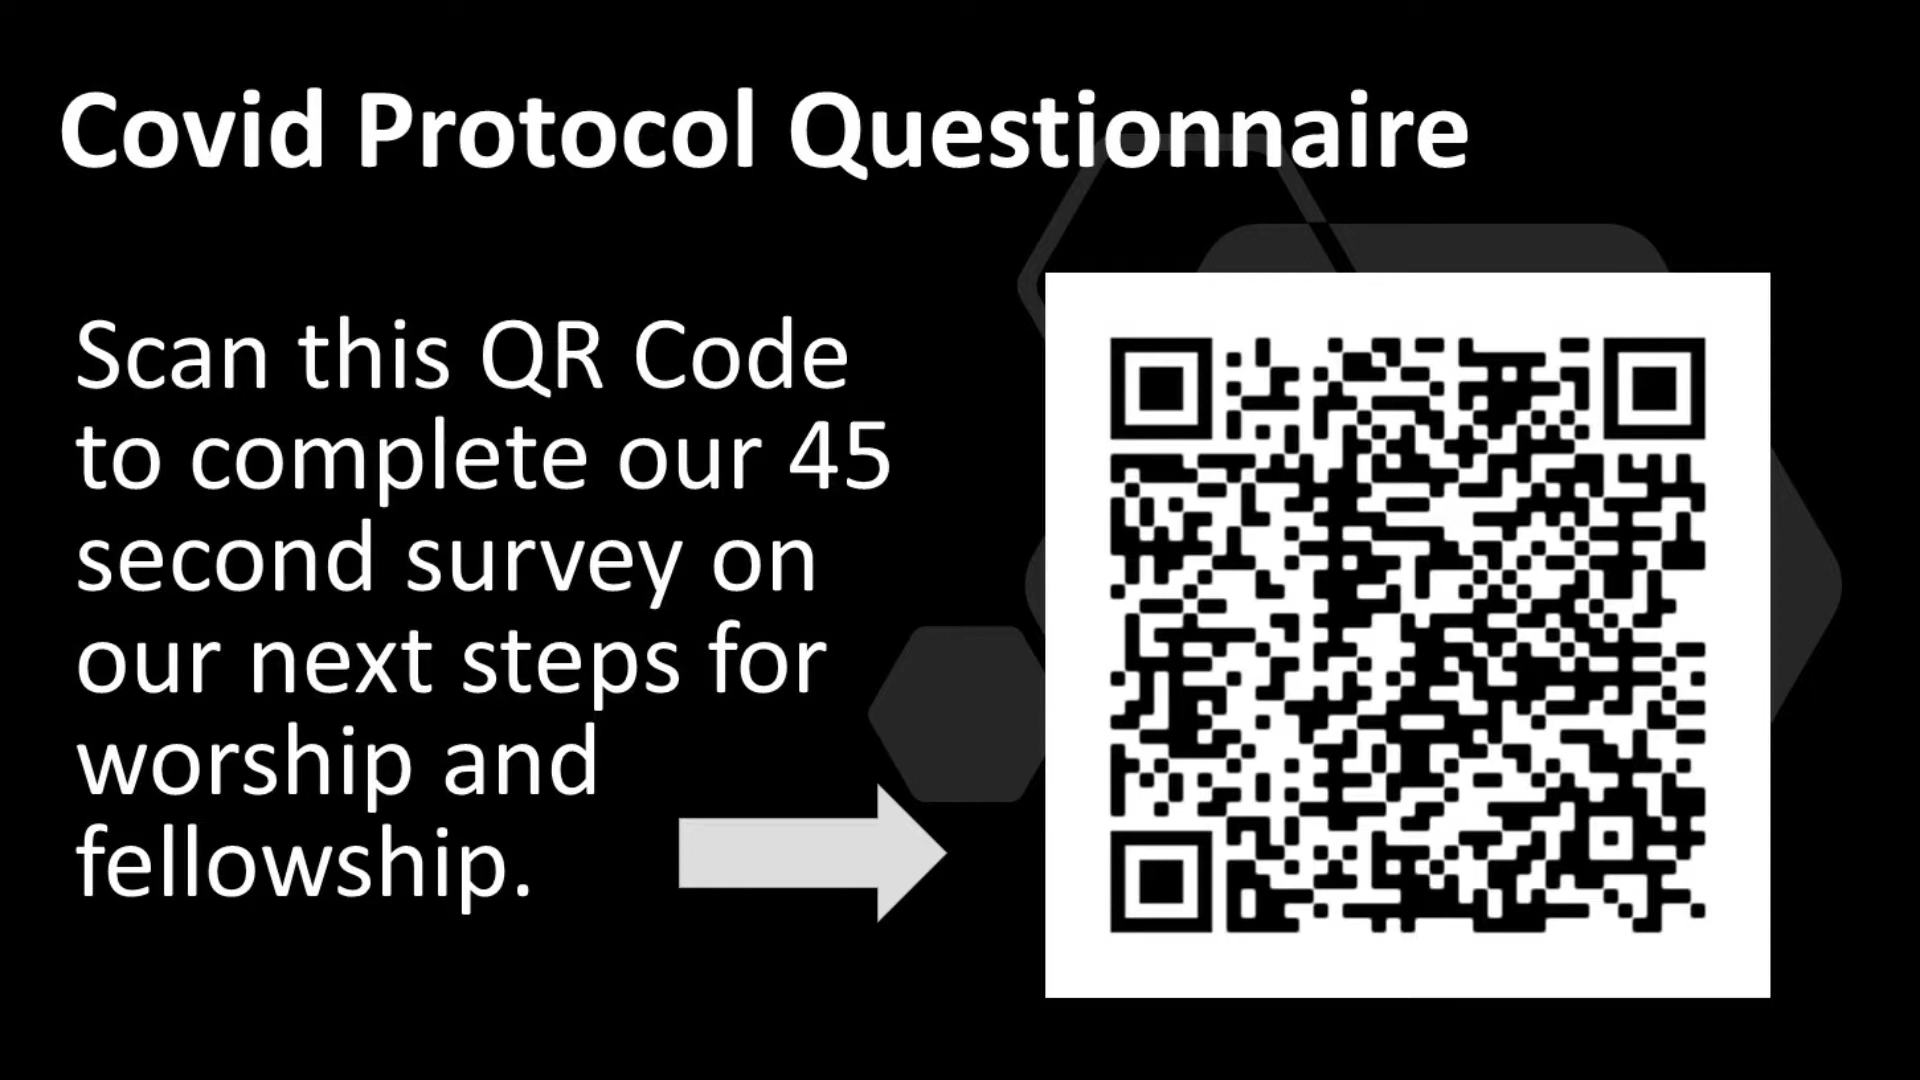 Covid Protocol Questionnaire
Scan this QR Code
to complete our 45
second survey on
our next steps for
worship and
fellowship.